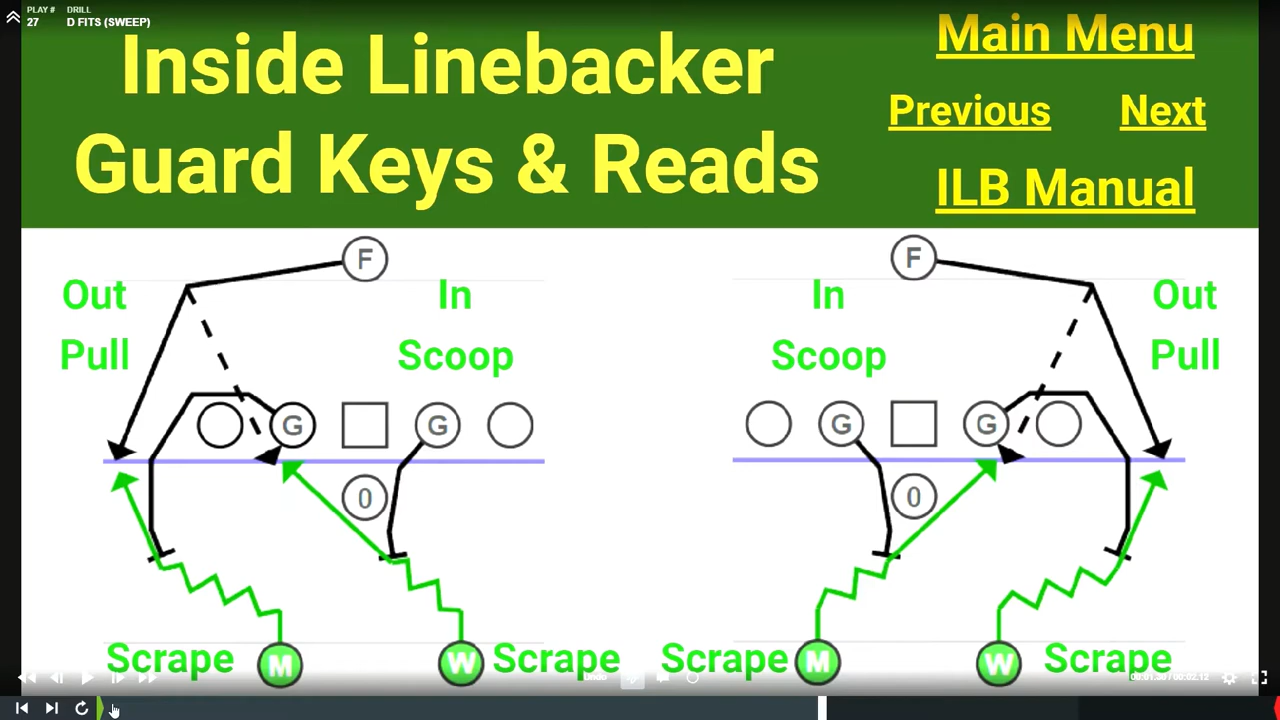 PLAY # DRILL
27 D FITS (SWEEP)
Inside Linebacker
Guard Keys & Reads
Main Menu
Previous Next
ILB Manual
F F
Out In In Out
Pull Scoop Scoop Pull
G G G G
0 0
Scrape M W Scrape Scrape M W Scrape
Undo